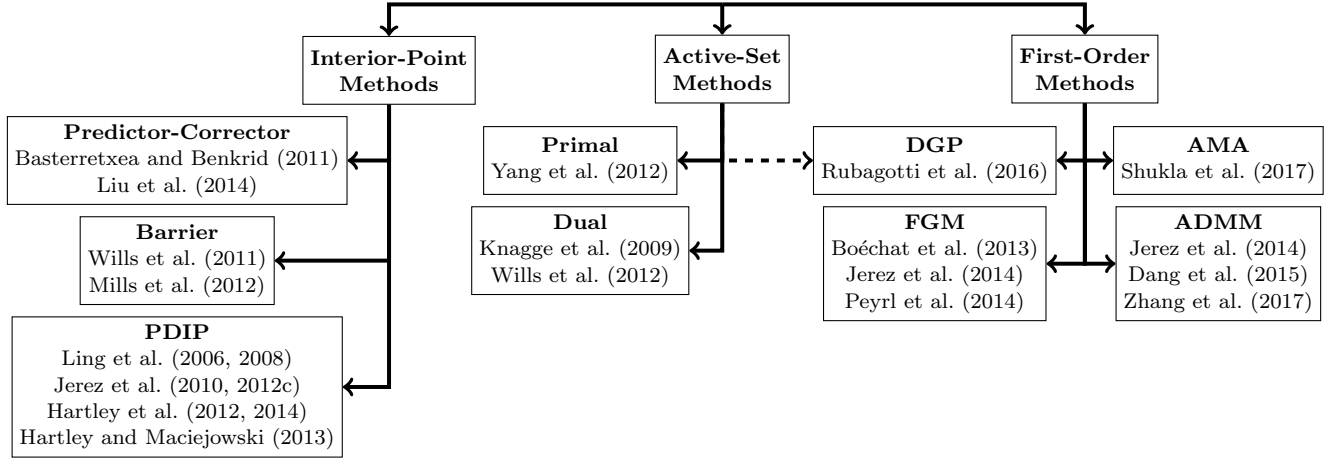 Interior-Point
Methods
Active-Set
Methods
First-Order
Methods
Predictor-Corrector
Basterretxea and Benkrid (2011)
Liu et al. (2014)
Barrier
Wills et al. (2011)
Mills et al. (2012)
PDIP
Ling et al. (2006, 2008)
Jerez et al. (2010, 2012c)
Hartley et al. (2012, 2014)
Hartley and Maciejowski (2013)
Primal
Yang et al. (2012)
Dual
Knagge et al. (2009)
Wills et al. (2012)
DGP
Rubagotti et al. (2016)
FGM
Boéchat et al. (2013)
Jerez et al. (2014)
Peyrl et al. (2014)
AMA
Shukla et al. (2017)
ADMM
Jerez et al. (2014)
Dang et al. (2015)
Zhang et al. (2017)